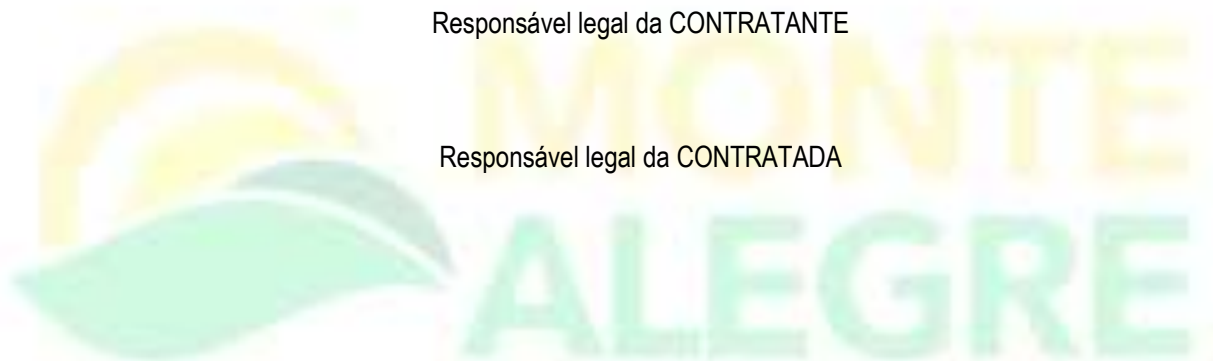 Responsável legal da CONTRATANTE
MONTE
Responsável legal da CONTRATADA
ALEGRE